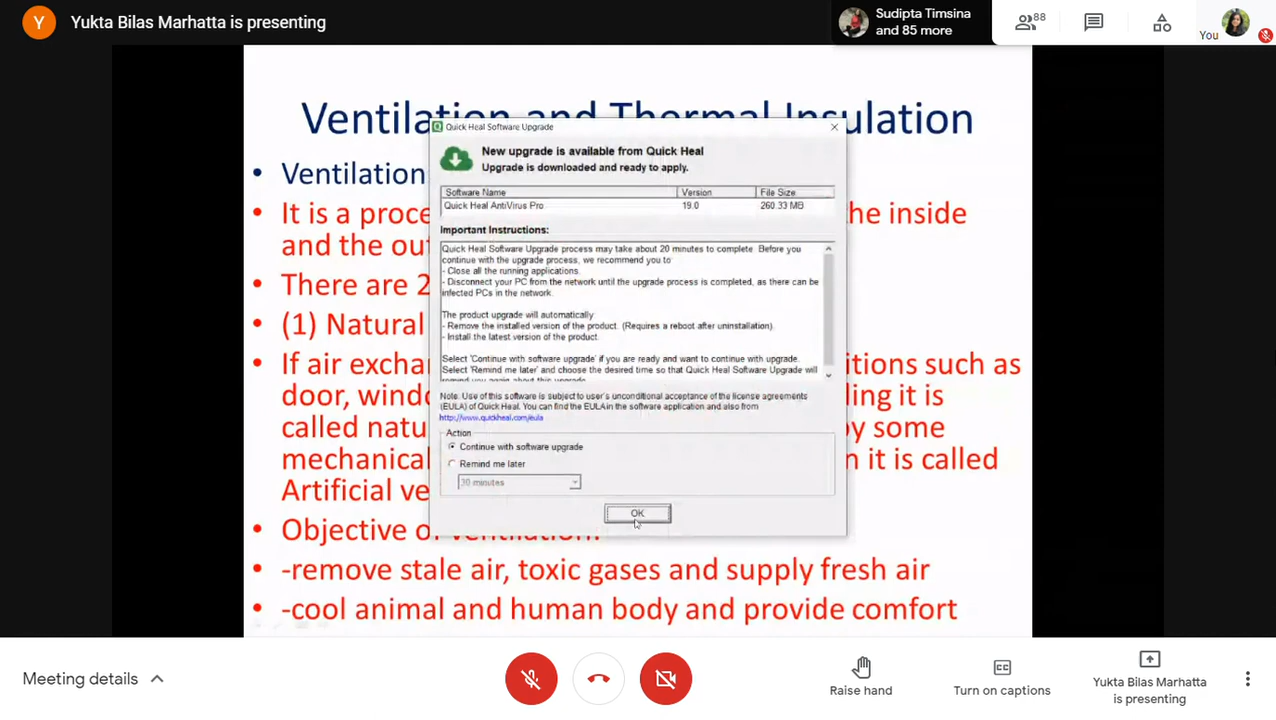 Y
Yukta Bilas Marhatta is presenting
Sudipta Timsina
and 85 more
88
You
Ventilation and Thermal Insulation
• Ventilation
• It is a proce he inside
and the ou
• There are 2
• (1) Natural
• If air exchan itions such as
door, windo ding it is
called natu by some
mechanical n it is called
Artificial ve
• Objective of ventilation:
• -remove stale air, toxic gases and supply fresh air
• -cool animal and human body and provide comfort
Quick Heal Software Upgrade
New upgrade is available from Quick Heal
Upgrade is downloaded and ready to apply.
Software Name Version File Size
Quick Heal AntiVirus Pro 19.0 260.33 MB
Important Instructions:
Quick Heal Software Upgrade process may take about 20 minutes to complete. Before you
continue with the upgrade process, we recommend you to
- Close all the running applications.
- Disconnect your PC from the network until the upgrade process is completed, as there can be
infected PCs in the network.
The product upgrade will automatically
- Remove the installed version of the product. (Requires a reboot after uninstallation).
- Install the latest version of the product.
Select 'Continue with software upgrade' if you are ready and want to continue with upgrade.
Select 'Remind me later' and choose the desired time so that Quick Heal Software Upgrade will
remind you again about this upgrade.
Note: Use of this software is subject to user's unconditional acceptance of the license agreements
(EULA) of Quick Heal. You can find the EULA in the software application and also from
http://www.quickheal.com/eula
Action
Continue with software upgrade
Remind me later
30 minutes
OK
Meeting details
Raise hand
Turn on captions
Yukta Bilas Marhatta
is presenting